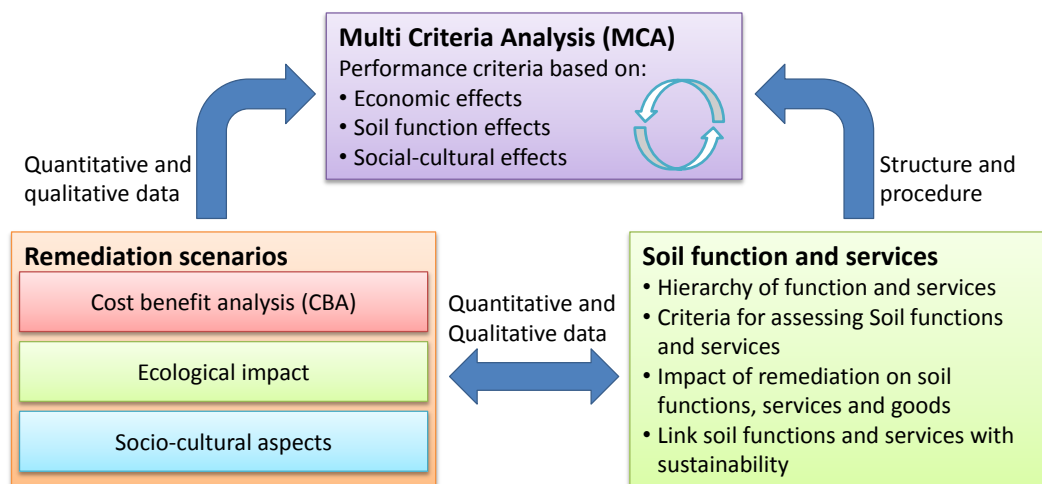 Multi Criteria Analysis (MCA)
Performance criteria based on:
• Economic effects
• Soil function effects
• Social-cultural effects
Quantitative and
qualitative data
Structure and
procedure
Remediation scenarios
Cost benefit analysis (CBA)
Ecological impact
Socio-cultural aspects
Quantitative and
Qualitative data
Soil function and services
• Hierarchy of function and services
• Criteria for assessing Soil functions
and services
• Impact of remediation on soil
functions, services and goods
• Link soil functions and services with
sustainability